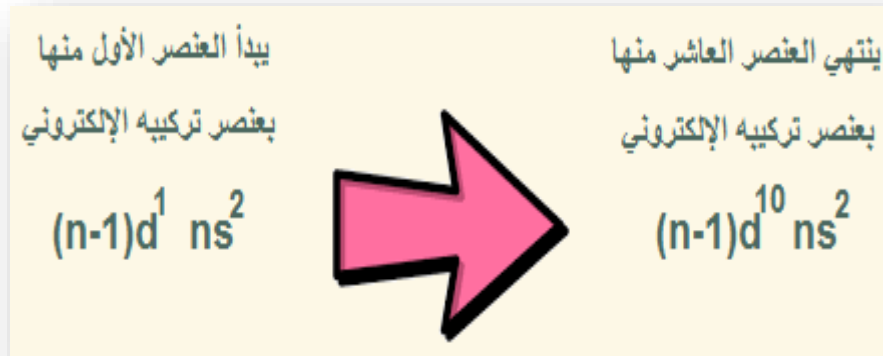 يبدأ العنصر الأول منها
بعنصر تركيبه الإلكتروني
(n-1)d¹ ns²
ينتهي العنصر العاشر منها
بعنصر تركيبه الإلكتروني
(n-1)d¹⁰ ns²